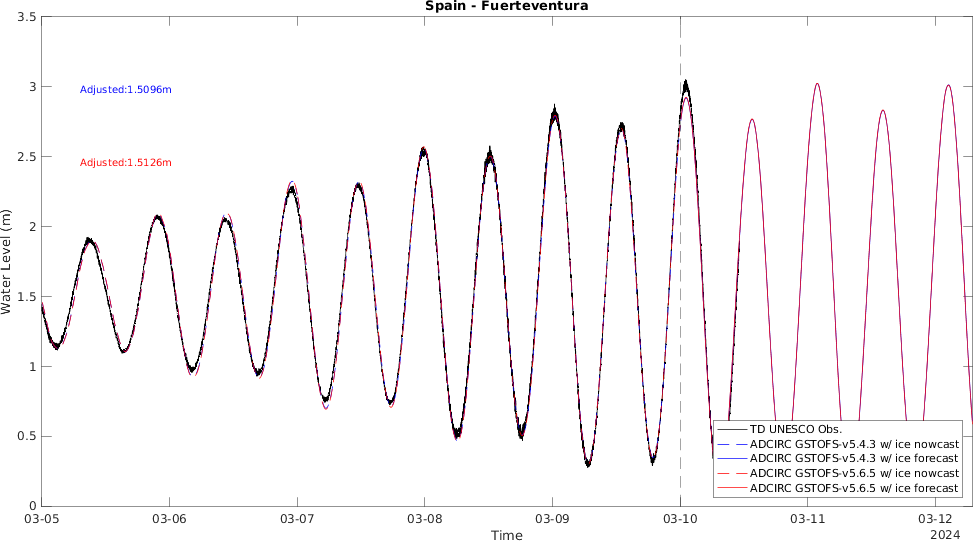 Spain - Fuerteventura
3.5
3
2.5
2
1.5
1
0.5
0
Water Level (m)
Adjusted:1.5096m
Adjusted:1.5126m
TD UNESCO Obs.
ADCIRC GSTOFS-v5.4.3 w/ ice nowcast
ADCIRC GSTOFS-v5.4.3 w/ ice forecast
ADCIRC GSTOFS-v5.6.5 w/ ice nowcast
ADCIRC GSTOFS-v5.6.5 w/ ice forecast
03-05 03-06 03-07 03-08 03-09 03-10 03-11 03-12
2024
Time